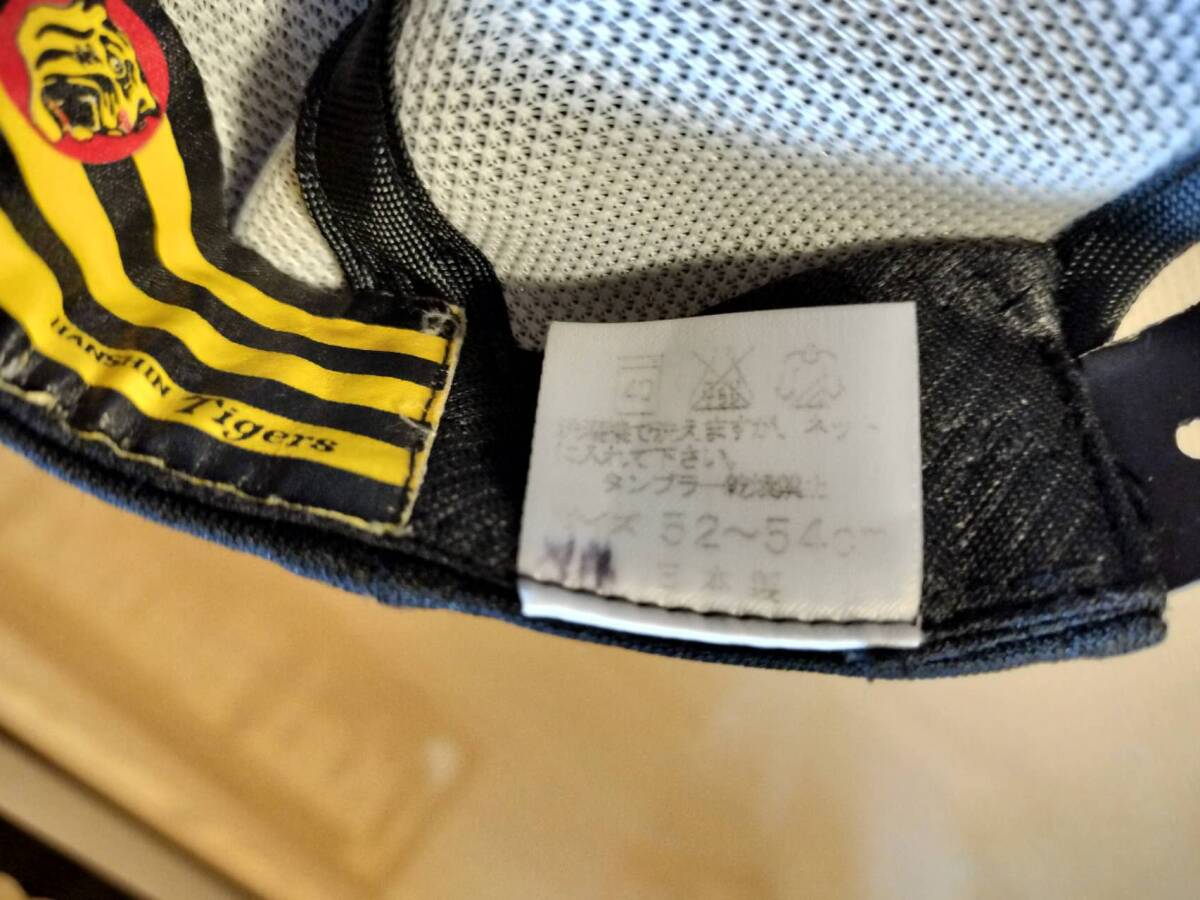 HANSHIN Tigers
洗濯機で洗えますが、ネット
に入れて下さい。
タンブラー乾燥禁止
サイズ 52～54cm
日本製